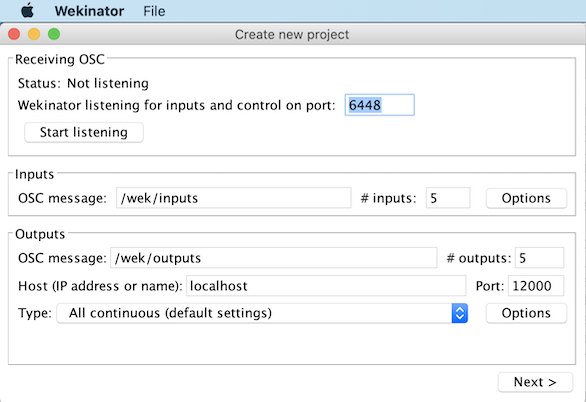 Wekinator File
Create new project
Receiving OSC
Status: Not listening
Wekinator listening for inputs and control on port: 6448
Start listening
Inputs
OSC message: /wek/inputs # inputs: 5 Options
Outputs
OSC message: /wek/outputs # outputs: 5
Host (IP address or name): localhost Port: 12000
Type: All continuous (default settings) Options
Next >